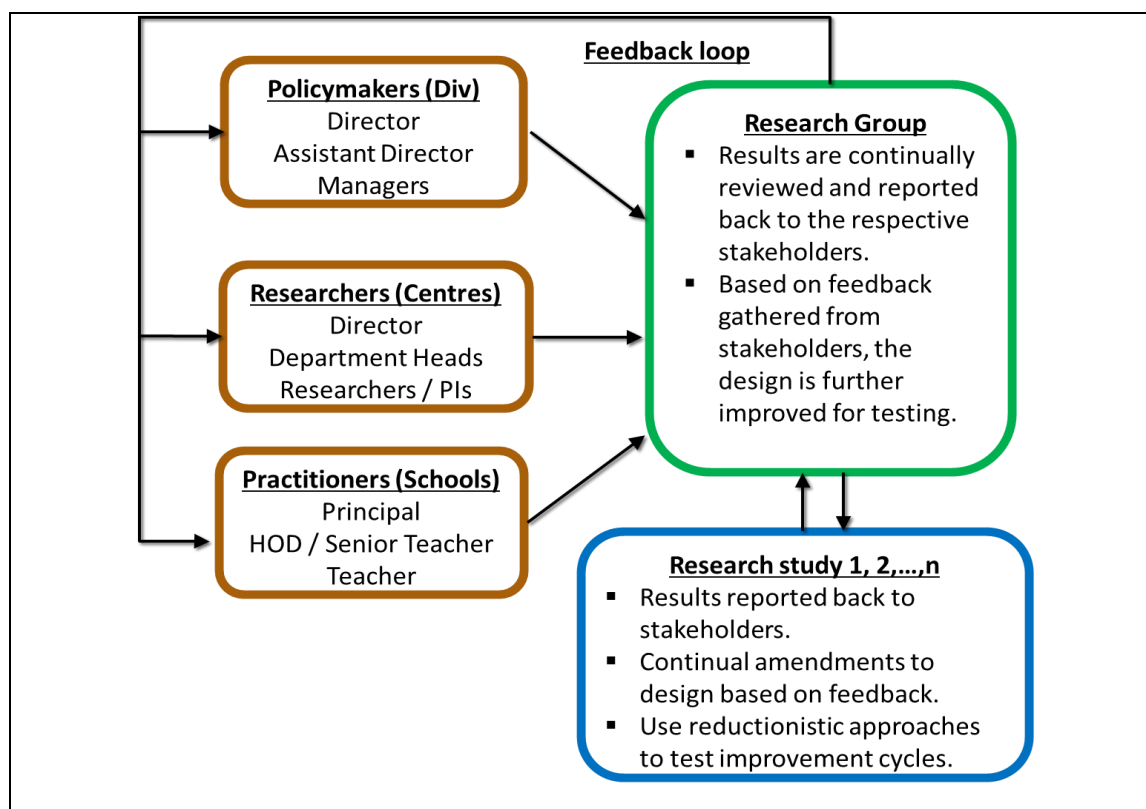 Feedback loop
Policymakers (Div)
Director
Assistant Director
Managers
Researchers (Centres)
Director
Department Heads
Researchers / PIs
Practitioners (Schools)
Principal
HOD / Senior Teacher
Teacher
Research Group
▪ Results are continually
reviewed and reported
back to the respective
stakeholders.
▪ Based on feedback
gathered from
stakeholders, the
design is further
improved for testing.
Research study 1, 2,…,n
▪ Results reported back to
stakeholders.
▪ Continual amendments to
design based on feedback.
▪ Use reductionistic approaches
to test improvement cycles.